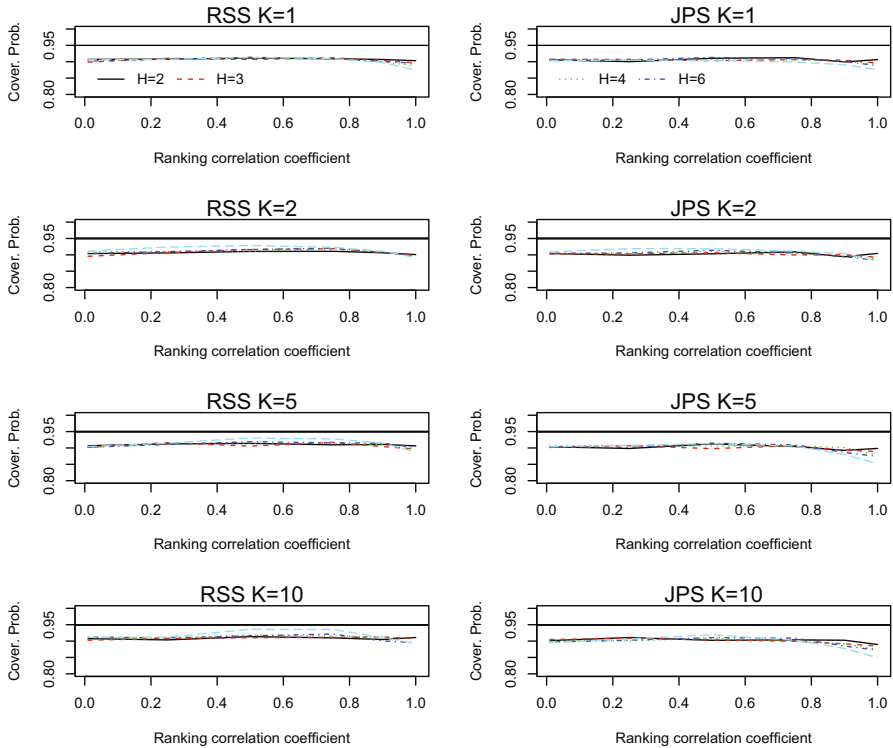 RSS K=1
Cover. Prob.
0.95
0.80
H=2 H=3
0.0 0.2 0.4 0.6 0.8 1.0
Ranking correlation coefficient
JPS K=1
Cover. Prob.
0.95
0.80
H=4 H=6
0.0 0.2 0.4 0.6 0.8 1.0
Ranking correlation coefficient
RSS K=2
Cover. Prob.
0.95
0.80
0.0 0.2 0.4 0.6 0.8 1.0
Ranking correlation coefficient
JPS K=2
Cover. Prob.
0.95
0.80
0.0 0.2 0.4 0.6 0.8 1.0
Ranking correlation coefficient
RSS K=5
Cover. Prob.
0.95
0.80
0.0 0.2 0.4 0.6 0.8 1.0
Ranking correlation coefficient
JPS K=5
Cover. Prob.
0.95
0.80
0.0 0.2 0.4 0.6 0.8 1.0
Ranking correlation coefficient
RSS K=10
Cover. Prob.
0.95
0.80
0.0 0.2 0.4 0.6 0.8 1.0
Ranking correlation coefficient
JPS K=10
Cover. Prob.
0.95
0.80
0.0 0.2 0.4 0.6 0.8 1.0
Ranking correlation coefficient